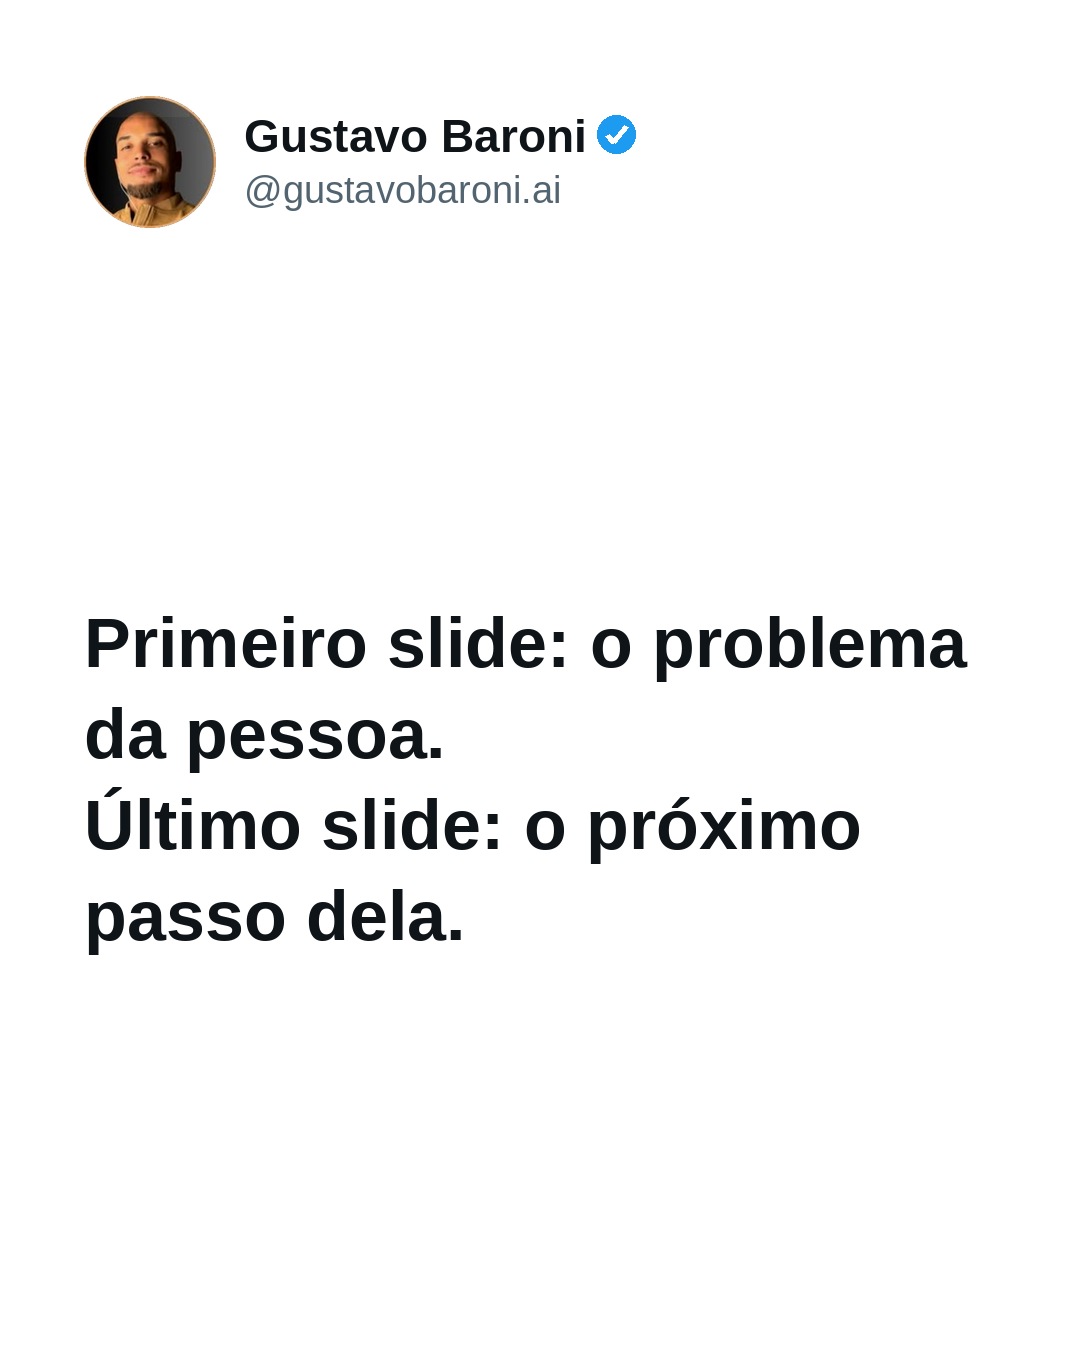 Gustavo Baroni
@gustavobaroni.ai
Primeiro slide: o problema
da pessoa.
Último slide: o próximo
passo dela.